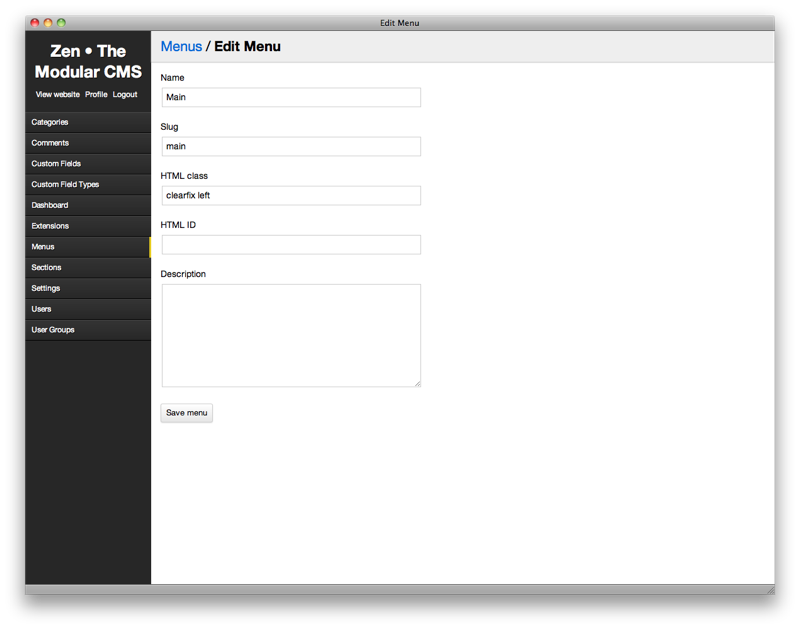 Edit Menu
Zen • The
Modular CMS
View website Profile Logout
Categories
Comments
Custom Fields
Custom Field Types
Dashboard
Extensions
Menus
Sections
Settings
Users
User Groups
Menus / Edit Menu
Name
Main
Slug
main
HTML class
clearfix left
HTML ID
Description
Save menu